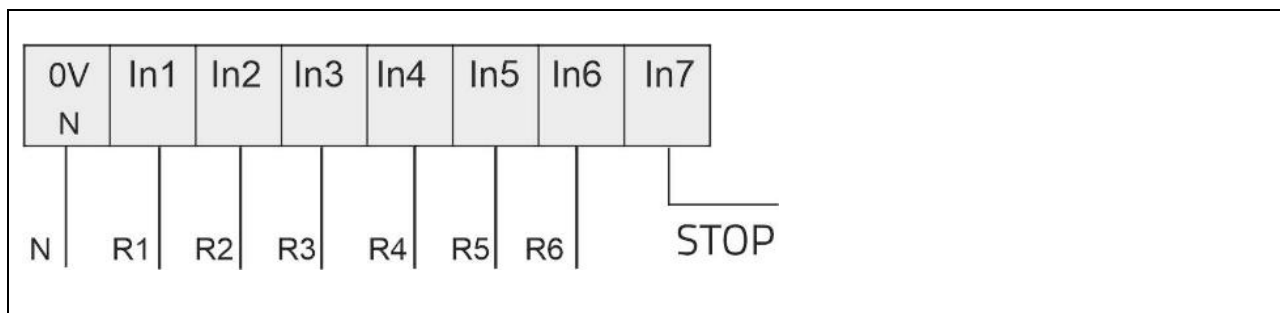 0V In1 In2 In3 In4 In5 In6 In7
N
N R1 R2 R3 R4 R5 R6 STOP